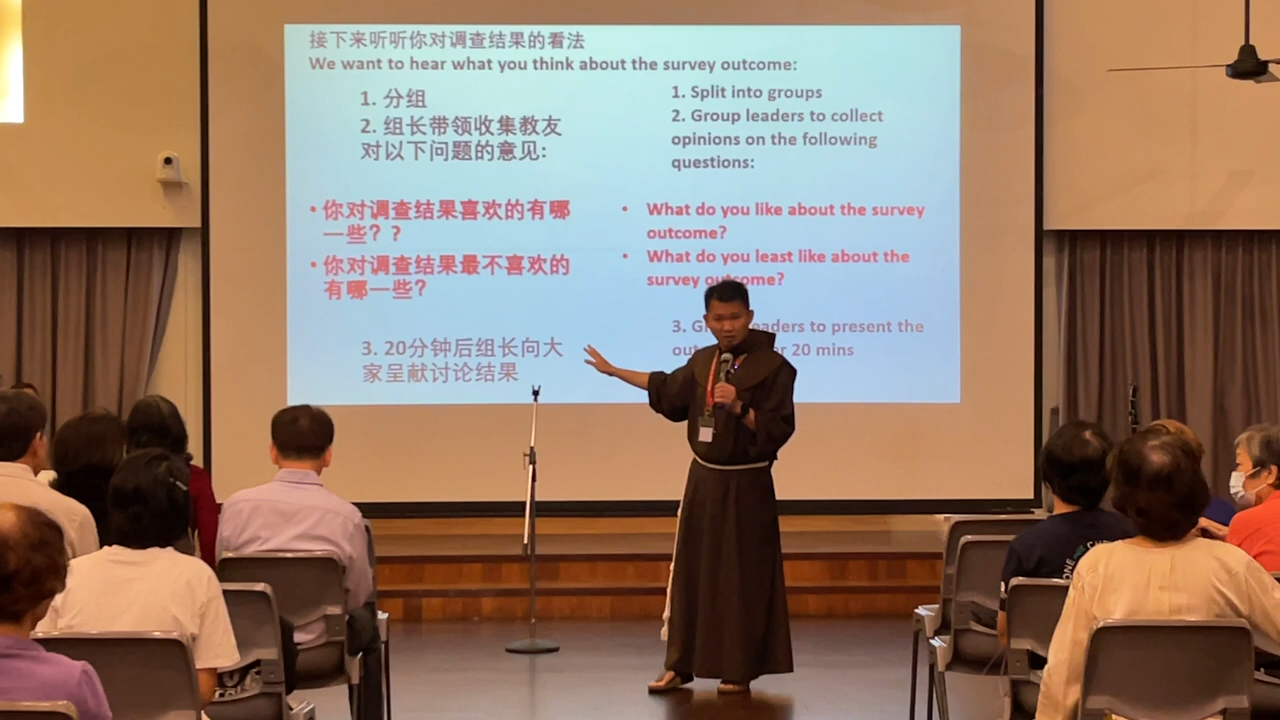 接下来听听你对调查结果的看法
We want to hear what you think about the survey outcome:
1. 分组
2. 组长带领收集教友
对以下问题的意见:
• 你对调查结果喜欢的有哪
一些? ?
• 你对调查结果最不喜欢的
有哪一些?
3. 20分钟后组长向大
家呈献讨论结果
1. Split into groups
2. Group leaders to collect
opinions on the following
questions:
• What do you like about the survey
outcome?
• What do you least like about the
survey outcome?
3. leaders to present the
20 mins
ONE